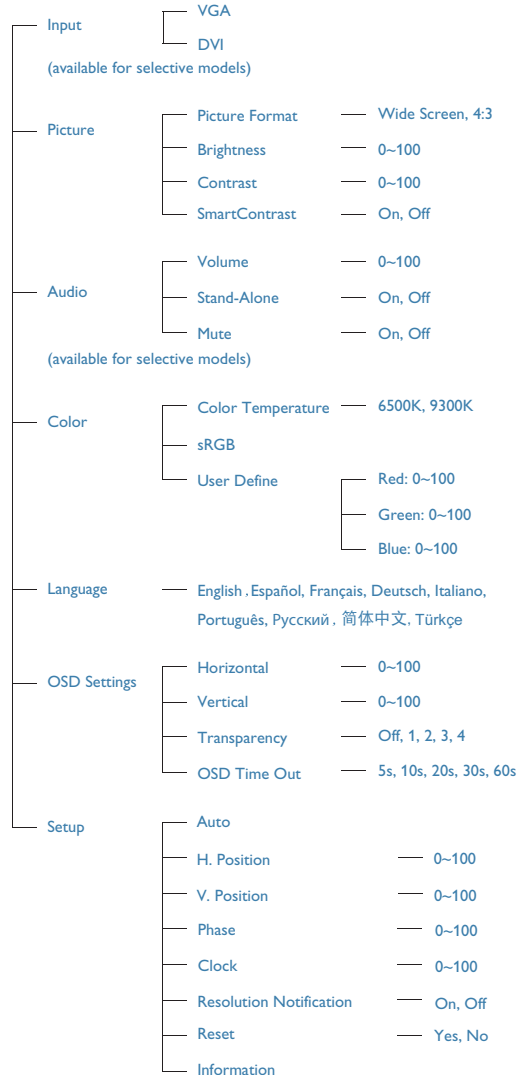 VGA
Input
DVI
(available for selective models)
Picture Format Wide Screen, 4:3
Picture
Brightness 0~100
Contrast 0~100
SmartContrast On, Off
Volume 0~100
Audio
Stand-Alone On, Off
Mute On, Off
(available for selective models)
Color Temperature 6500K, 9300K
Color
sRGB
User Define Red: 0~100
Green: 0~100
Blue: 0~100
Language English , Español, Français, Deutsch, Italiano,
Português, Русский , 简体中文, Türkçe
Horizontal 0~100
OSD Settings
Vertical 0~100
Transparency Off, 1, 2, 3, 4
OSD Time Out 5s, 10s, 20s, 30s, 60s
Auto
Setup
H. Position 0~100
V. Position 0~100
Phase 0~100
Clock 0~100
Resolution Notification On, Off
Reset Yes, No
Information